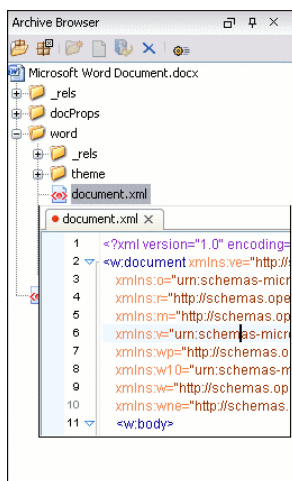 Archive Browser
Microsoft Word Document.docx
_rels
docProps
word
_rels
theme
document.xml
document.xml
1 <?xml version="1.0" encoding=
2 <w:document xmlns:ve="http://s
3 xmlns:o="urn:schemas-micr
4 xmlns:r="http://schemas.ope
5 xmlns:m="http://schemas.op
6 xmlns:v="urn:schemas-micr
7 xmlns:wp="http://schemas.o
8 xmlns:w10="urn:schemas-m
9 xmlns:w="http://schemas.op
10 xmlns:wne="http://schemas.
11 <w:body>